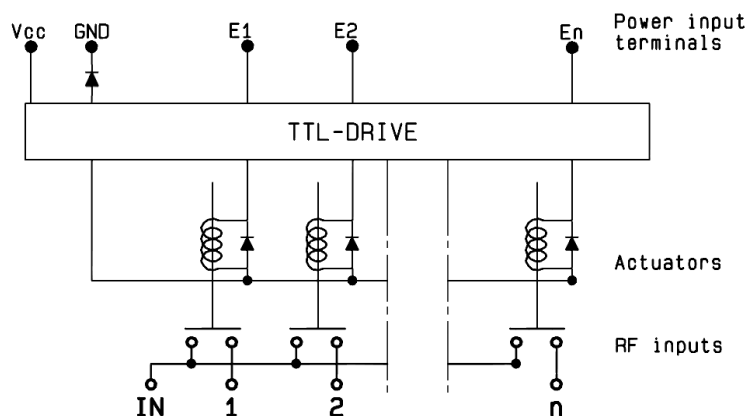 Vcc GND E1 E2 En
Power input
terminals
TTL-DRIVE
Actuators
RF inputs
IN 1 2 n